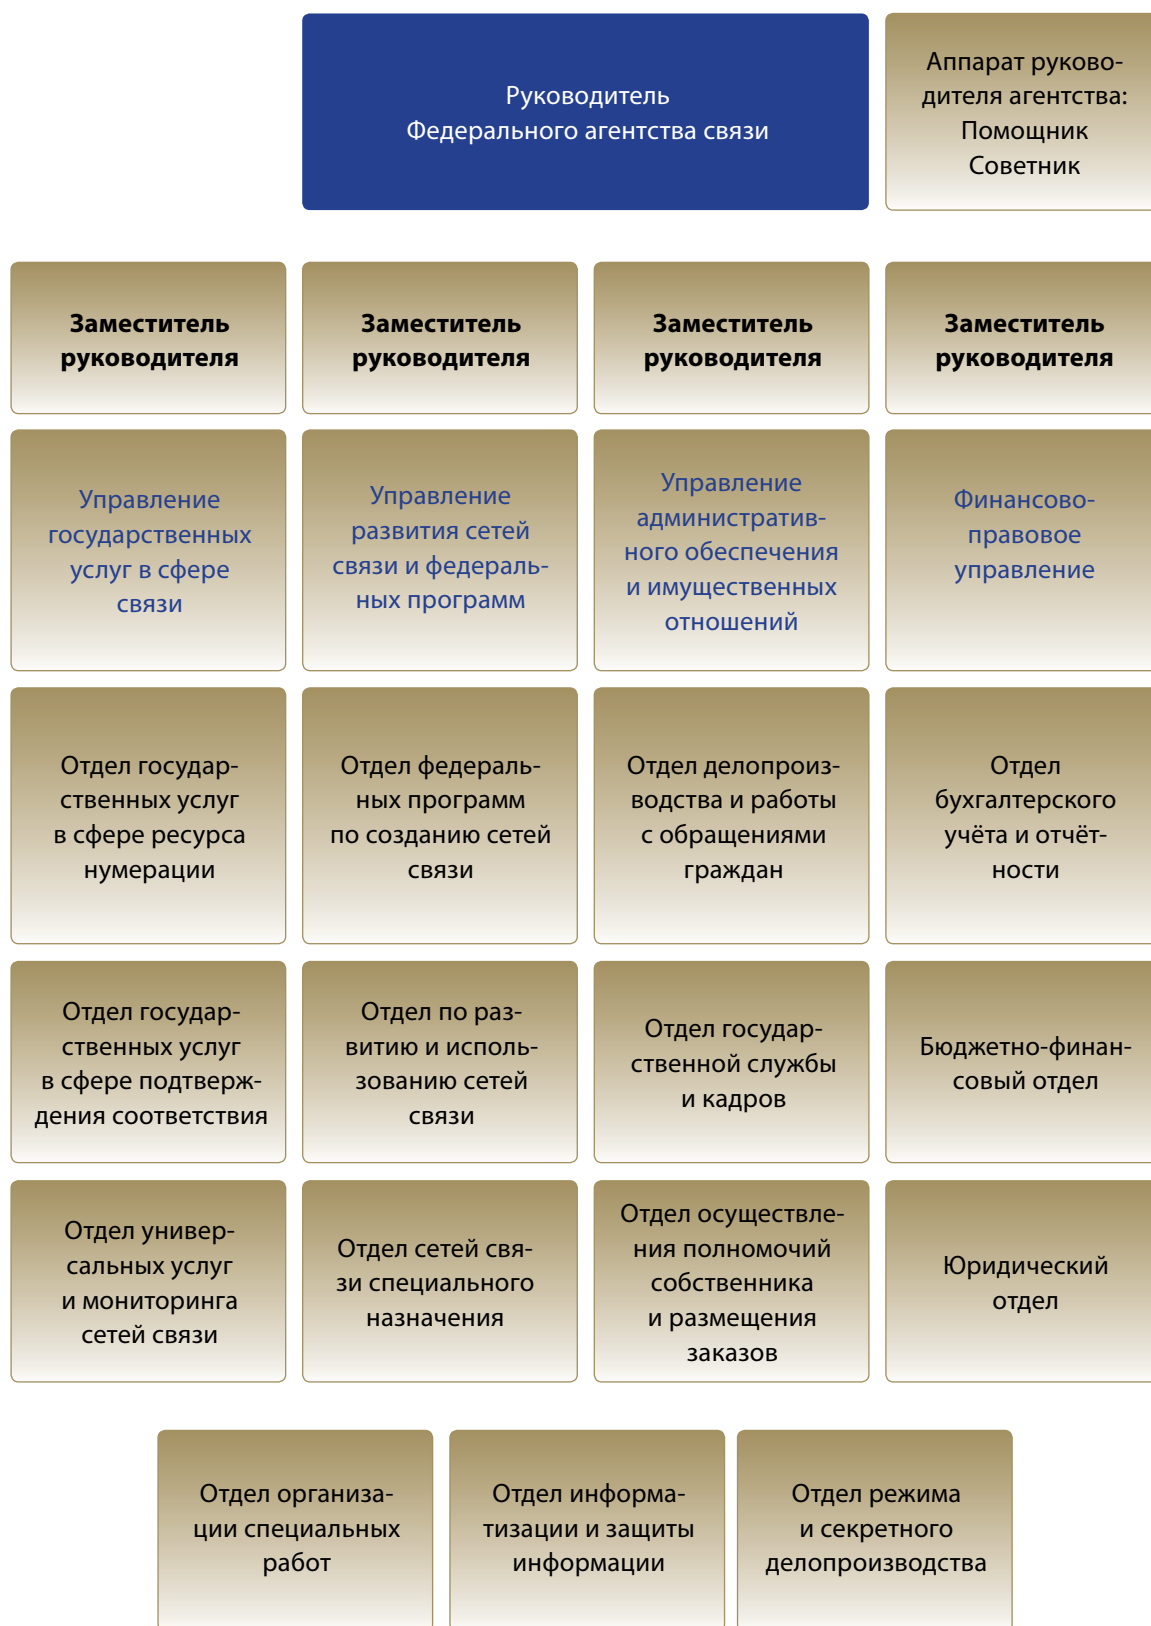 Руководитель
Федерального агентства связи
Аппарат руково-
дителя агентства:
Помощник
Советник
Заместитель
руководителя
Заместитель
руководителя
Заместитель
руководителя
Заместитель
руководителя
Управление
государственных
услуг в сфере
связи
Управление
развития сетей
связи и федераль-
ных программ
Управление
административ-
ного обеспечения
и имущественных
отношений
Финансово-
правовое
управление
Отдел государ-
ственных услуг
в сфере ресурса
нумерации
Отдел федераль-
ных программ
по созданию сетей
связи
Отдел делопроиз-
водства и работы
с обращениями
граждан
Отдел
бухгалтерского
учёта и отчёт-
ности
Отдел государ-
ственных услуг
в сфере подтверж-
дения соответствия
Отдел по раз-
витию и исполь-
зованию сетей
связи
Отдел государ-
ственной службы
и кадров
Бюджетно-финан-
совый отдел
Отдел универ-
сальных услуг
и мониторинга
сетей связи
Отдел сетей свя-
зи специального
назначения
Отдел осуществле-
ния полномочий
собственника
и размещения
заказов
Юридический
отдел
Отдел организа-
ции специальных
работ
Отдел информа-
тизации и защиты
информации
Отдел режима
и секретного
делопроизводства